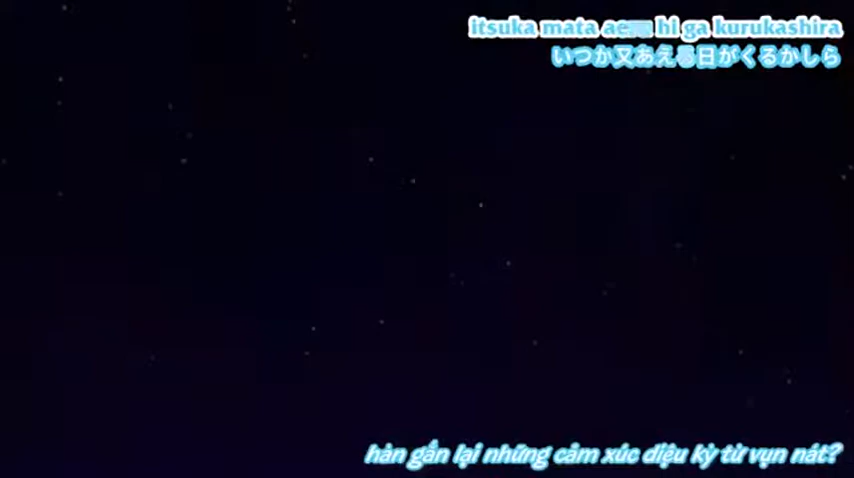 itsuka mata aeru hi ga kurukashira
いつか又あえる日がくるかしら
hàn gắn lại những cảm xúc diệu kỳ từ vụn nát?